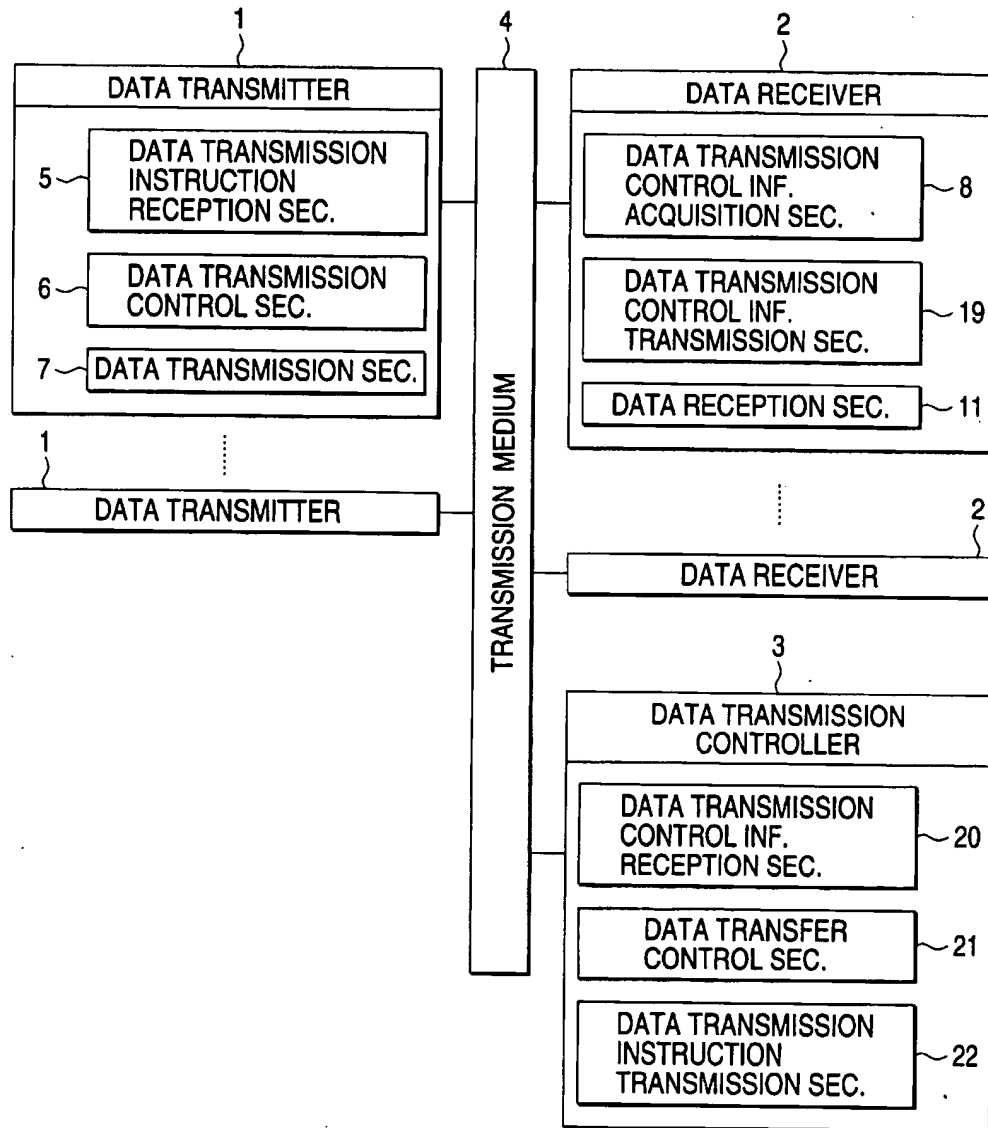 1
DATA TRANSMITTER
5
DATA TRANSMISSION
INSTRUCTION
RECEPTION SEC.
6
DATA TRANSMISSION
CONTROL SEC.
7
DATA TRANSMISSION SEC.
1
DATA TRANSMITTER
4
TRANSMISSION MEDIUM
2
DATA RECEIVER
DATA TRANSMISSION
CONTROL INF.
ACQUISITION SEC.
8
DATA TRANSMISSION
CONTROL INF.
TRANSMISSION SEC.
19
DATA RECEPTION SEC.
11
2
DATA RECEIVER
3
DATA TRANSMISSION
CONTROLLER
DATA TRANSMISSION
CONTROL INF.
RECEPTION SEC.
20
DATA TRANSFER
CONTROL SEC.
21
DATA TRANSMISSION
INSTRUCTION
TRANSMISSION SEC.
22